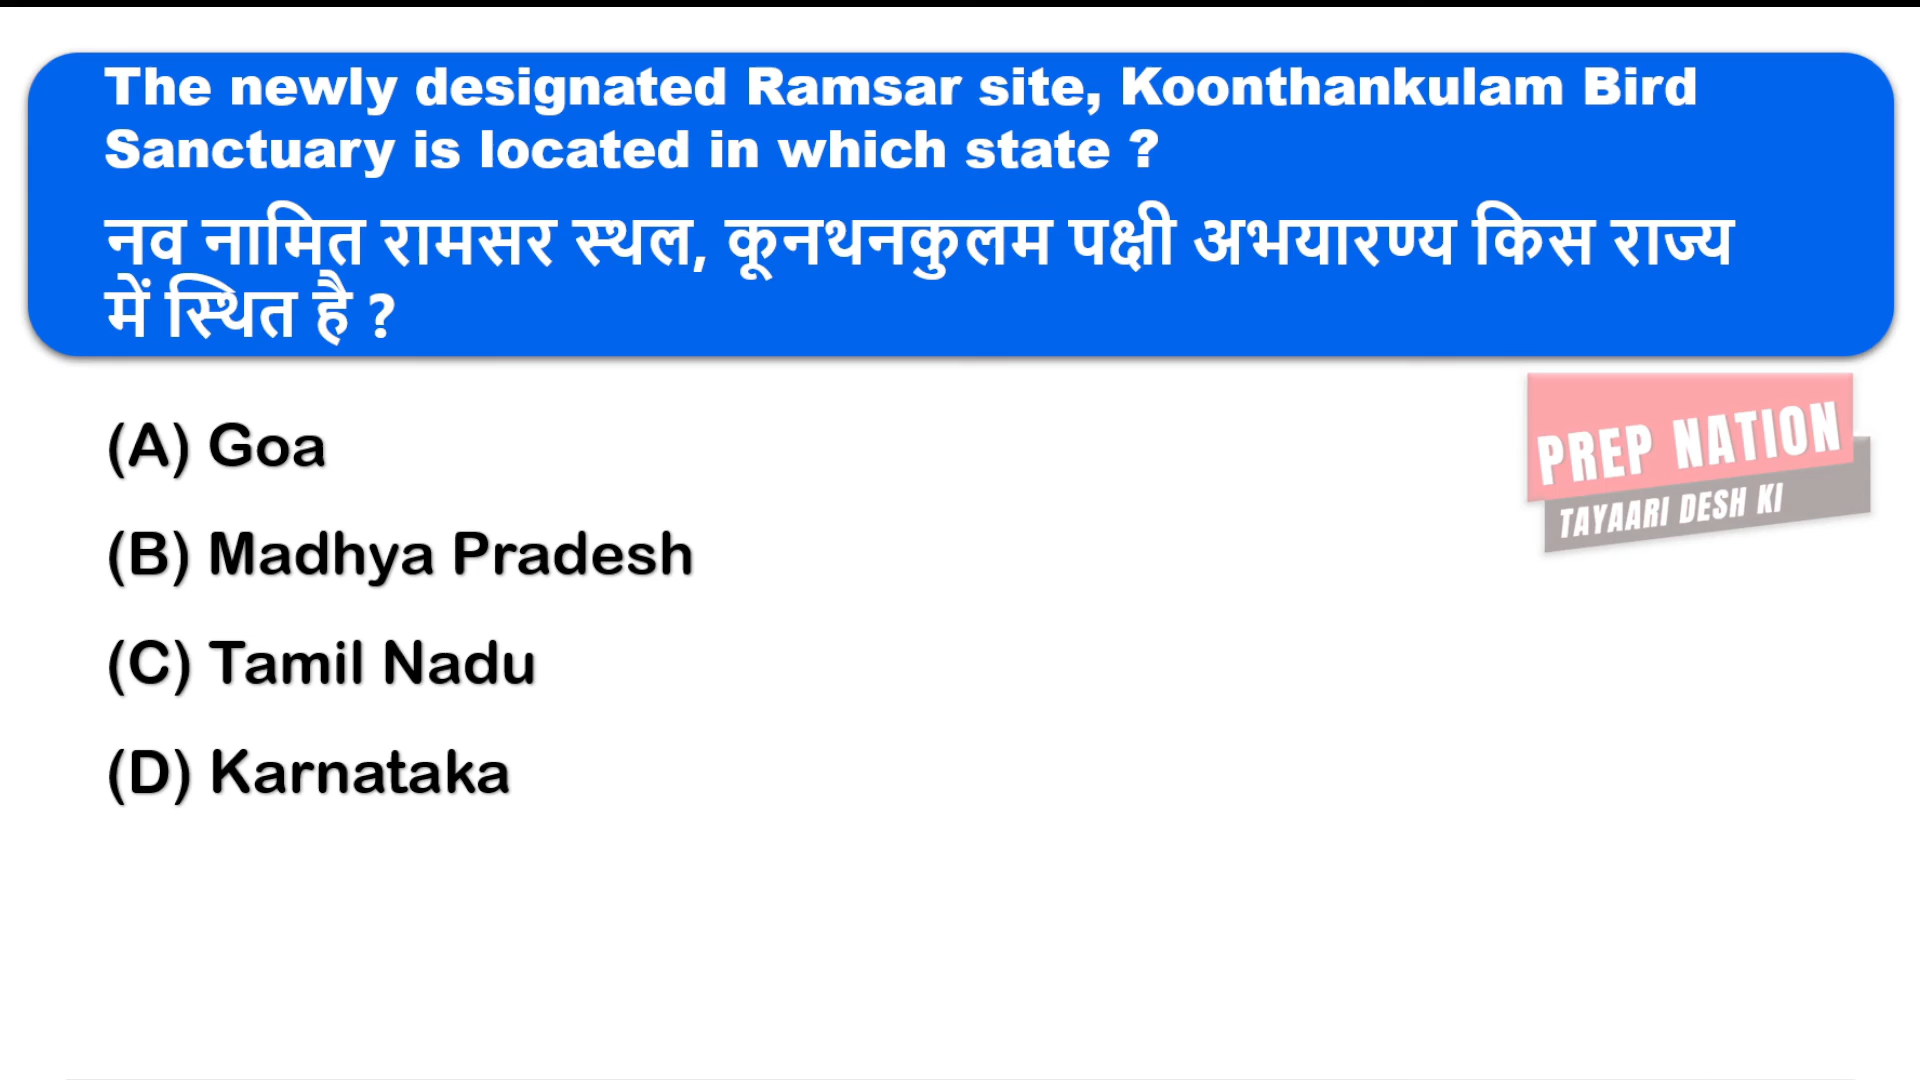 The newly designated Ramsar site, Koonthankulam Bird
Sanctuary is located in which state ?
नव नामित रामसर स्थल, कूनथनकुलम पक्षी अभयारण्य किस राज्य
में स्थित है ?
(A) Goa
PREP NATION
TAYAARI DESH KI
(B) Madhya Pradesh
(C) Tamil Nadu
(D) Karnataka